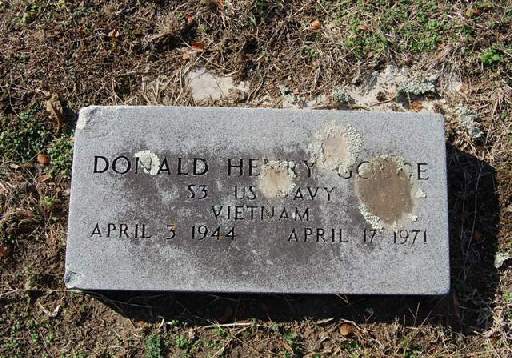 DONALD HENRY
S3 US NAVY
VIETNAM
APRIL 3 1944 APRIL 17 1971